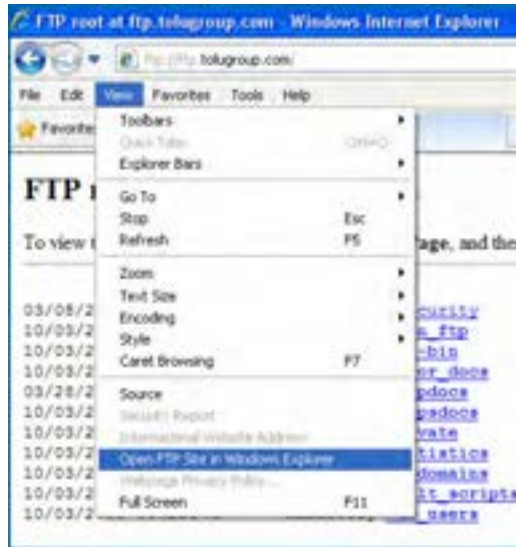 FTP root at ftp.tolugroup.com - Windows Internet Explorer
ftp://ftp.tolugroup.com/
File Edit View Favorites Tools Help
Favorites
Toolbars
Quick Tabs Ctrl+Q
Explorer Bars
FTP
Go To
Stop Esc
To view Refresh F5 Page, and the
Zoom
Text Size
03/08/2 Encoding curity
10/03/2 Style _ftp
10/03/2 Caret Browsing F7 -bin
10/03/2 or_docs
03/28/2 Source pdocs
10/03/2 Security Report psdocs
10/03/2 International Website Address vate
10/03/2 Open FTP Site in Windows Explorer tistics
10/03/2 Webpage Privacy Policy... domains
10/03/2 Full Screen F11 lt_scripts
10/03/2 _users